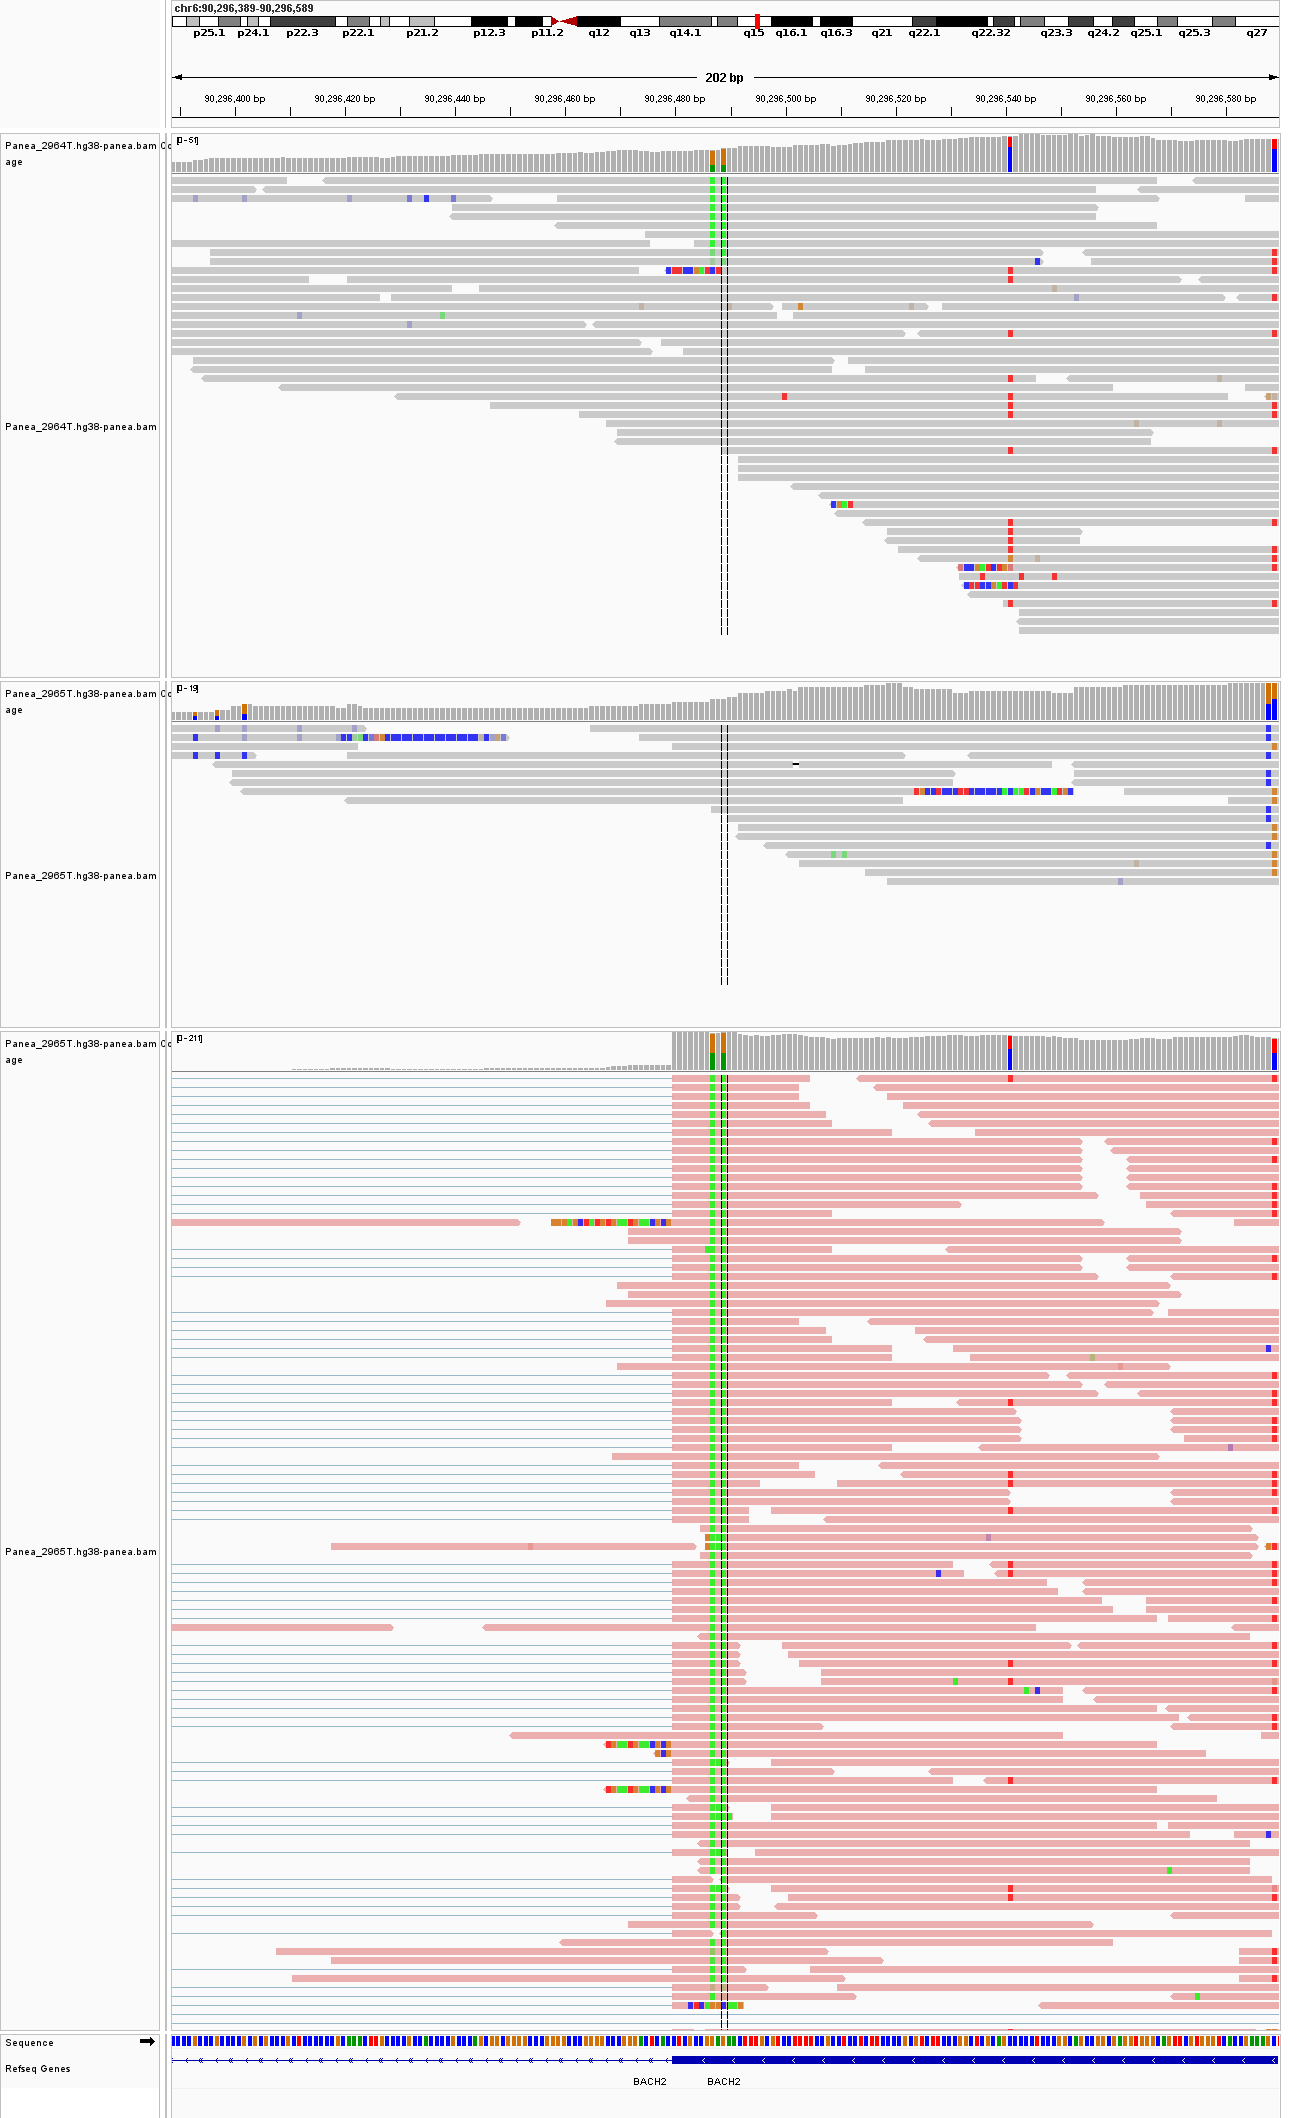 chr6:90,296,389-90,296,589
p25.1 p24.1 p22.3 p22.1 p21.2 p12.3 p11.2 q12 q13 q14.1 q15 q16.1 q16.3 q21 q22.1 q22.32 q23.3 q24.2 q25.1 q25.3 q27
202 bp
90,296,400 bp 90,296,420 bp 90,296,440 bp 90,296,460 bp 90,296,480 bp 90,296,500 bp 90,296,520 bp 90,296,540 bp 90,296,560 bp 90,296,580 bp
Panea_2964T.hg38-panea.bam Co
age
[0-51]
Panea_2964T.hg38-panea.bam
Panea_2965T.hg38-panea.bam Co
age
[0-19]
Panea_2965T.hg38-panea.bam
Panea_2965T.hg38-panea.bam Co
age
[0-211]
Panea_2965T.hg38-panea.bam
Sequence
Refseq Genes
BACH2 BACH2